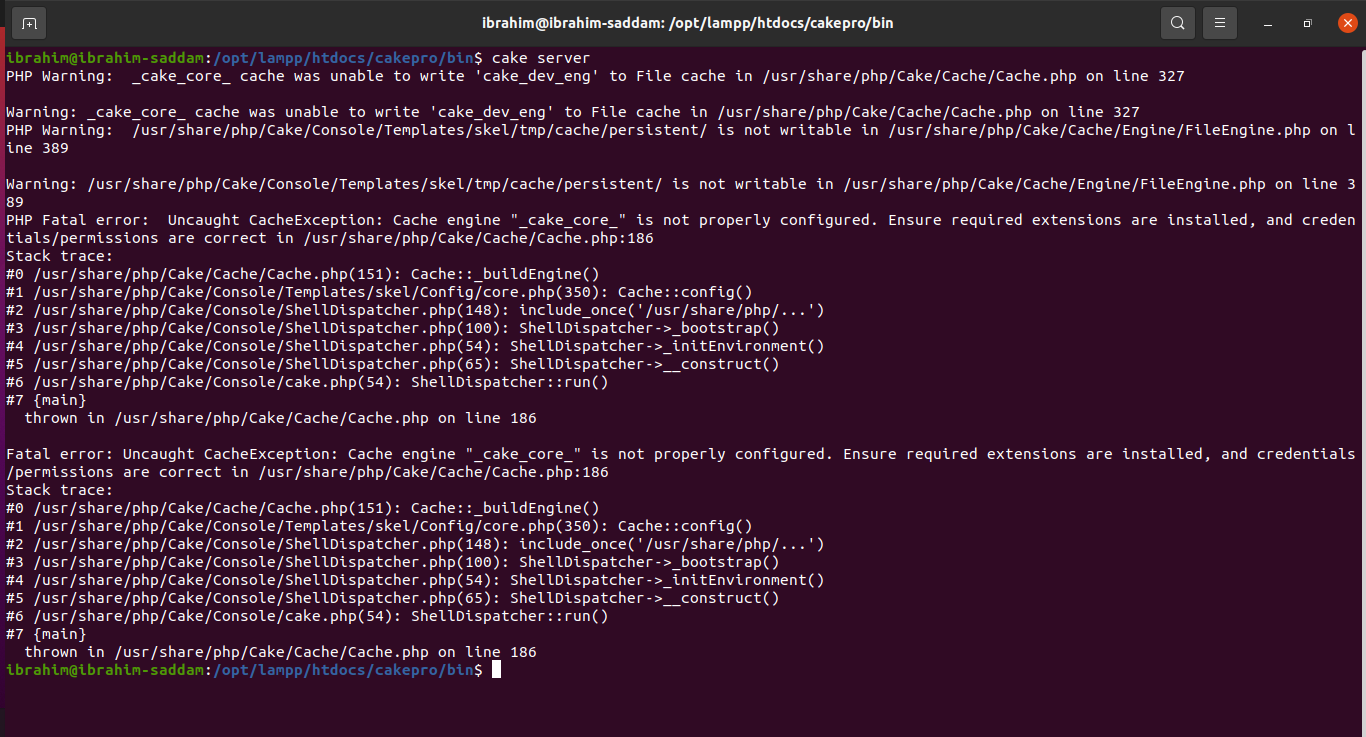 ibrahim@ibrahim-saddam: /opt/lampp/htdocs/cakepro/bin
ibrahim@ibrahim-saddam:/opt/lampp/htdocs/cakepro/bin$ cake server
PHP Warning:  _cake_core_ cache was unable to write 'cake_dev_eng' to File cache in /usr/share/php/Cake/Cache/Cache.php on line 327
Warning: _cake_core_ cache was unable to write 'cake_dev_eng' to File cache in /usr/share/php/Cake/Cache/Cache.php on line 327
PHP Warning:  /usr/share/php/Cake/Console/Templates/skel/tmp/cache/persistent/ is not writable in /usr/share/php/Cake/Cache/Engine/FileEngine.php on l
ine 389
Warning: /usr/share/php/Cake/Console/Templates/skel/tmp/cache/persistent/ is not writable in /usr/share/php/Cake/Cache/Engine/FileEngine.php on line 3
89
PHP Fatal error:  Uncaught CacheException: Cache engine "_cake_core_" is not properly configured. Ensure required extensions are installed, and creden
tials/permissions are correct in /usr/share/php/Cake/Cache/Cache.php:186
Stack trace:
#0 /usr/share/php/Cake/Cache/Cache.php(151): Cache::_buildEngine()
#1 /usr/share/php/Cake/Console/Templates/skel/Config/core.php(350): Cache::config()
#2 /usr/share/php/Cake/Console/ShellDispatcher.php(148): include_once('/usr/share/php/...')
#3 /usr/share/php/Cake/Console/ShellDispatcher.php(100): ShellDispatcher->_bootstrap()
#4 /usr/share/php/Cake/Console/ShellDispatcher.php(54): ShellDispatcher->_initEnvironment()
#5 /usr/share/php/Cake/Console/ShellDispatcher.php(65): ShellDispatcher->__construct()
#6 /usr/share/php/Cake/Console/cake.php(54): ShellDispatcher::run()
#7 {main}
  thrown in /usr/share/php/Cake/Cache/Cache.php on line 186
Fatal error: Uncaught CacheException: Cache engine "_cake_core_" is not properly configured. Ensure required extensions are installed, and credentials
/permissions are correct in /usr/share/php/Cake/Cache/Cache.php:186
Stack trace:
#0 /usr/share/php/Cake/Cache/Cache.php(151): Cache::_buildEngine()
#1 /usr/share/php/Cake/Console/Templates/skel/Config/core.php(350): Cache::config()
#2 /usr/share/php/Cake/Console/ShellDispatcher.php(148): include_once('/usr/share/php/...')
#3 /usr/share/php/Cake/Console/ShellDispatcher.php(100): ShellDispatcher->_bootstrap()
#4 /usr/share/php/Cake/Console/ShellDispatcher.php(54): ShellDispatcher->_initEnvironment()
#5 /usr/share/php/Cake/Console/ShellDispatcher.php(65): ShellDispatcher->__construct()
#6 /usr/share/php/Cake/Console/cake.php(54): ShellDispatcher::run()
#7 {main}
  thrown in /usr/share/php/Cake/Cache/Cache.php on line 186
ibrahim@ibrahim-saddam:/opt/lampp/htdocs/cakepro/bin$